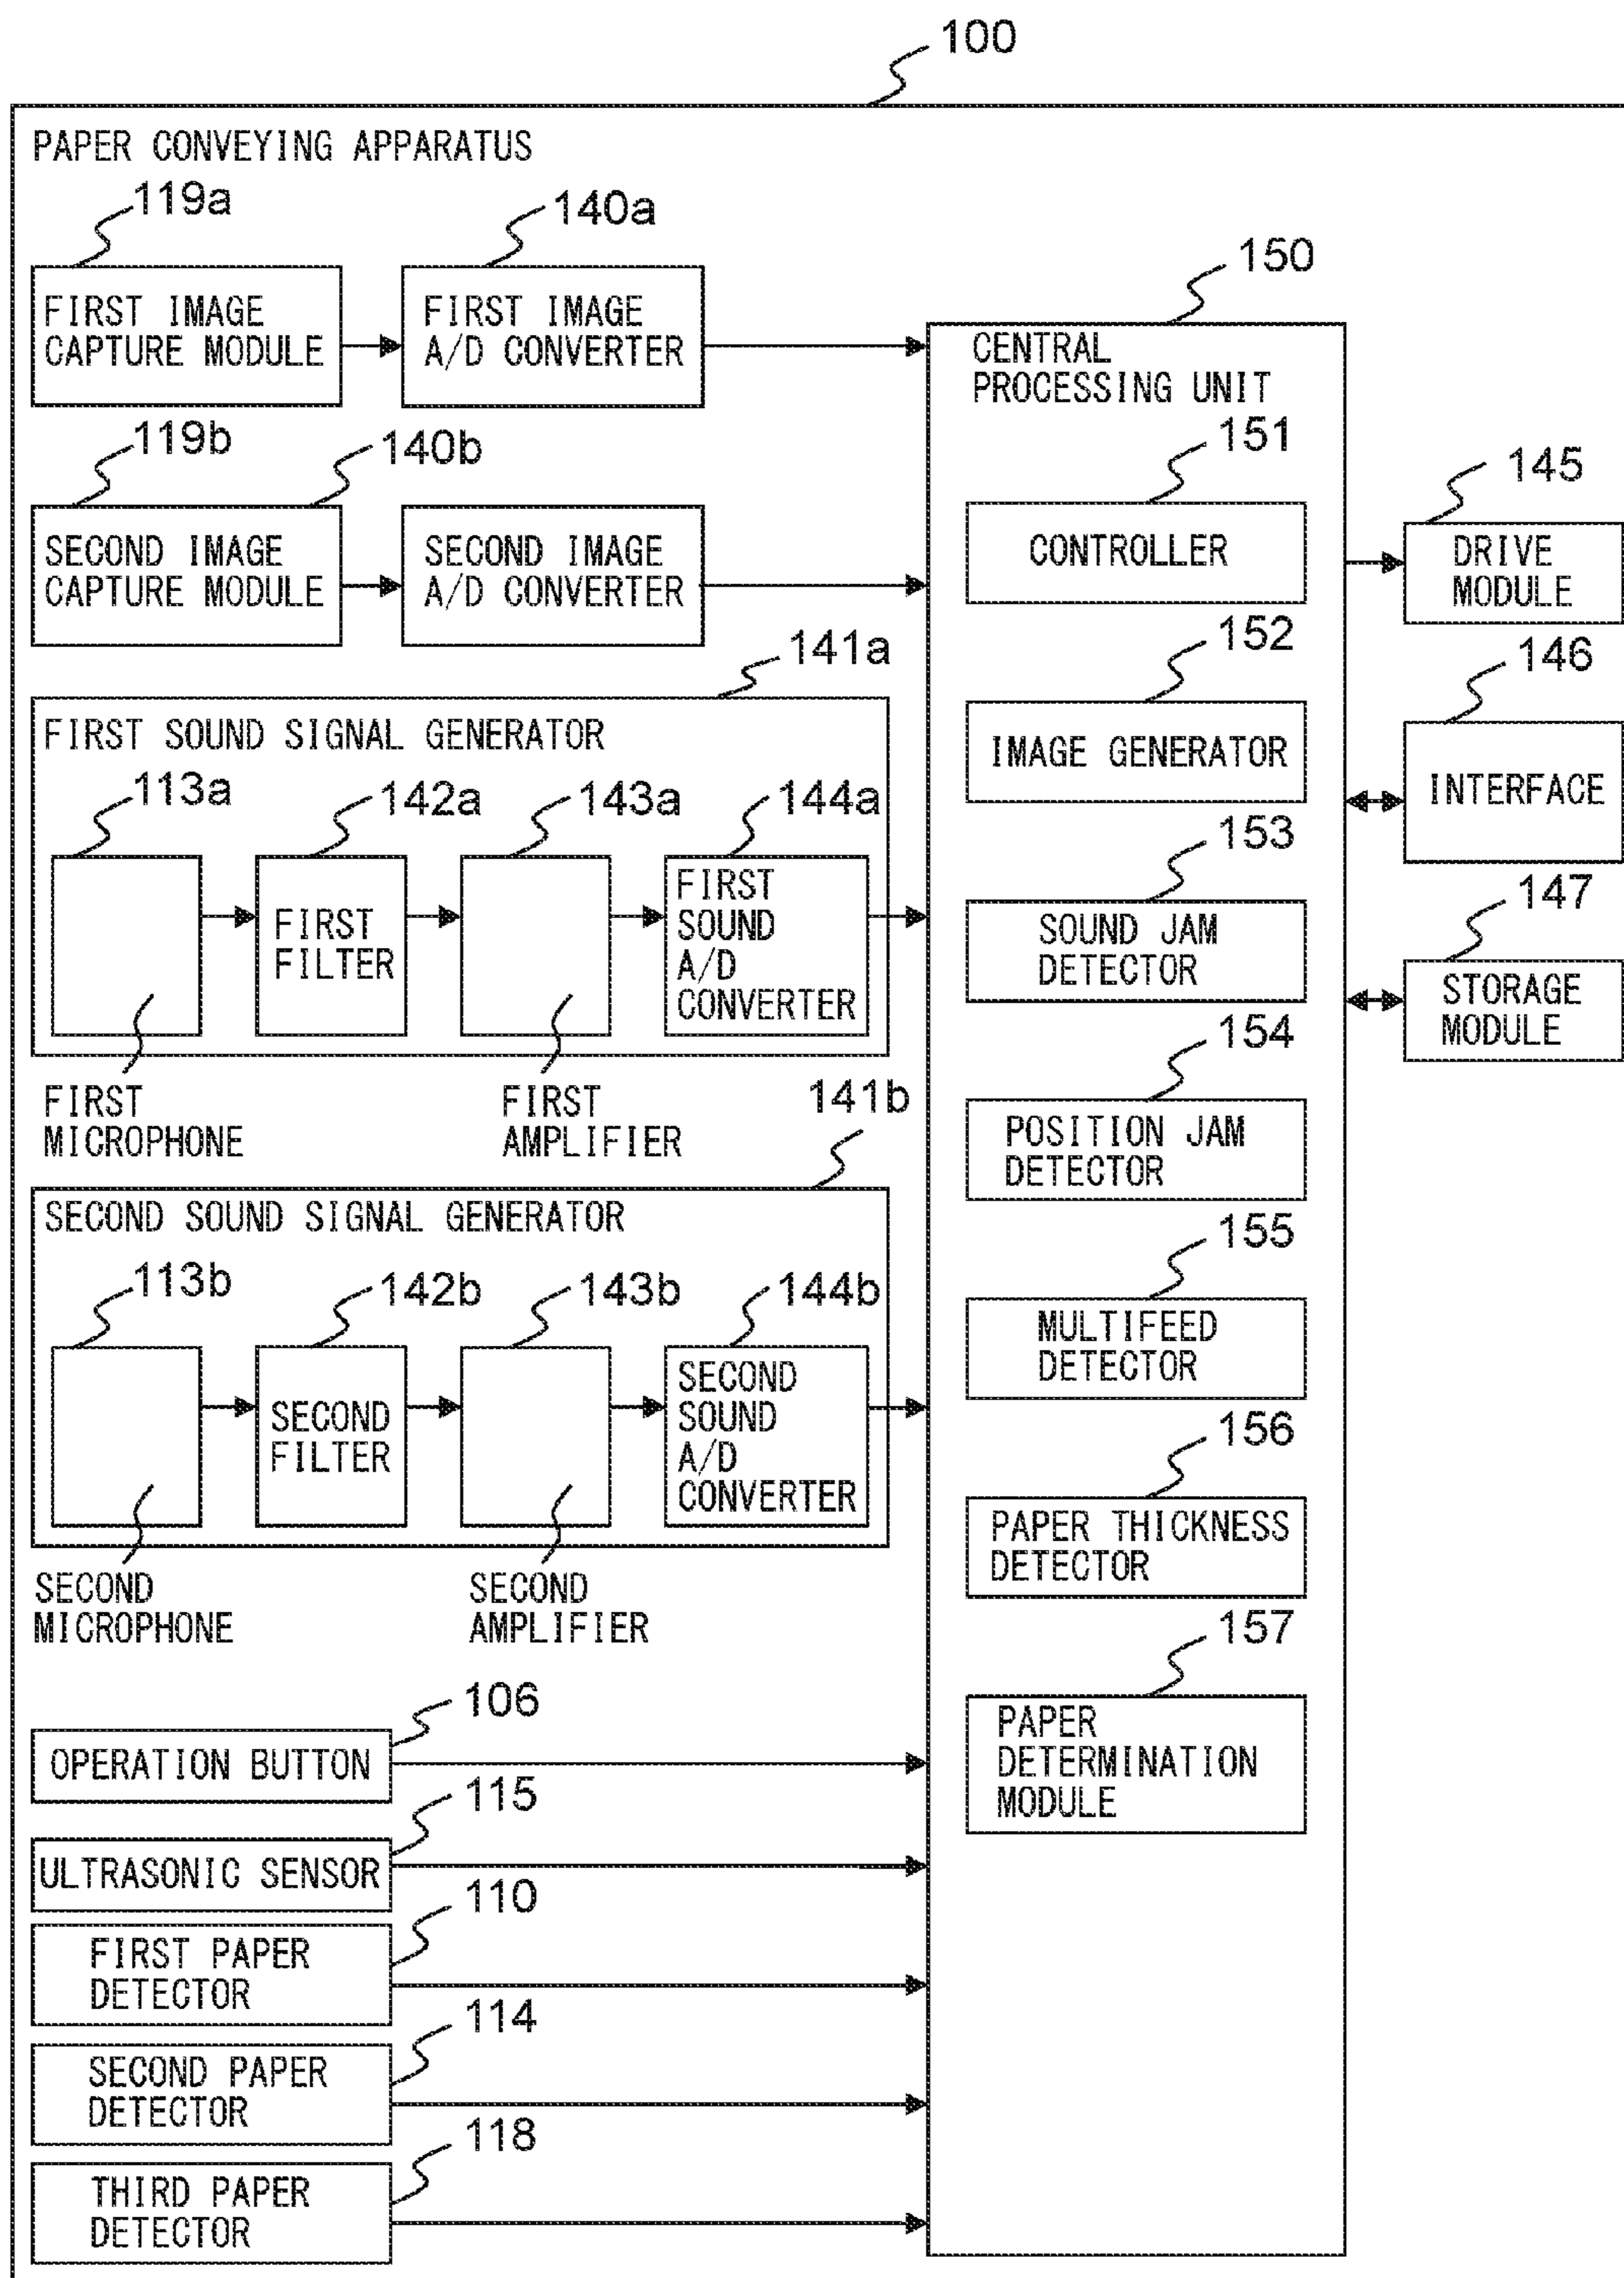 100
PAPER CONVEYING APPARATUS
119a
140a
FIRST IMAGE
CAPTURE MODULE
FIRST IMAGE
A/D CONVERTER
119b
140b
SECOND IMAGE
CAPTURE MODULE
SECOND IMAGE
A/D CONVERTER
141a
FIRST SOUND SIGNAL GENERATOR
113a
142a
143a
144a
FIRST
FILTER
FIRST
SOUND
A/D
CONVERTER
FIRST
MICROPHONE
FIRST
AMPLIFIER
141b
SECOND SOUND SIGNAL GENERATOR
113b
142b
143b
144b
SECOND
FILTER
SECOND
SOUND
A/D
CONVERTER
SECOND
MICROPHONE
SECOND
AMPLIFIER
106
OPERATION BUTTON
115
ULTRASONIC SENSOR
110
FIRST PAPER
DETECTOR
114
SECOND PAPER
DETECTOR
118
THIRD PAPER
DETECTOR
150
CENTRAL
PROCESSING UNIT
151
CONTROLLER
152
IMAGE GENERATOR
153
SOUND JAM
DETECTOR
154
POSITION JAM
DETECTOR
155
MULTIFEED
DETECTOR
156
PAPER THICKNESS
DETECTOR
157
PAPER
DETERMINATION
MODULE
145
DRIVE
MODULE
146
INTERFACE
147
STORAGE
MODULE